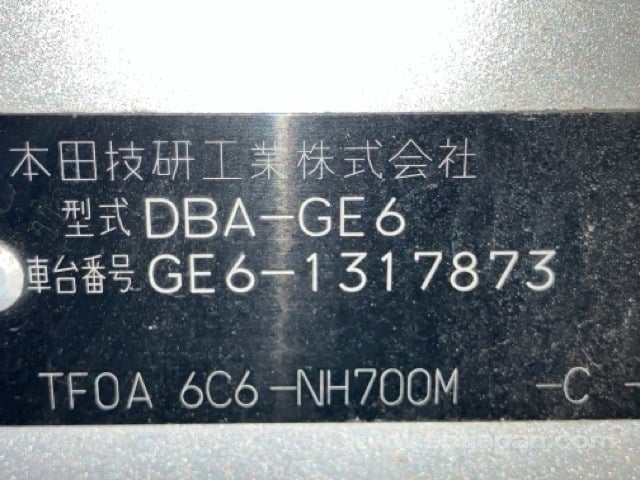 本田技研工業株式会社
型式 DBA-GE6
車台番号 GE6-1317873
TF0A 6C6-NH700M -C -